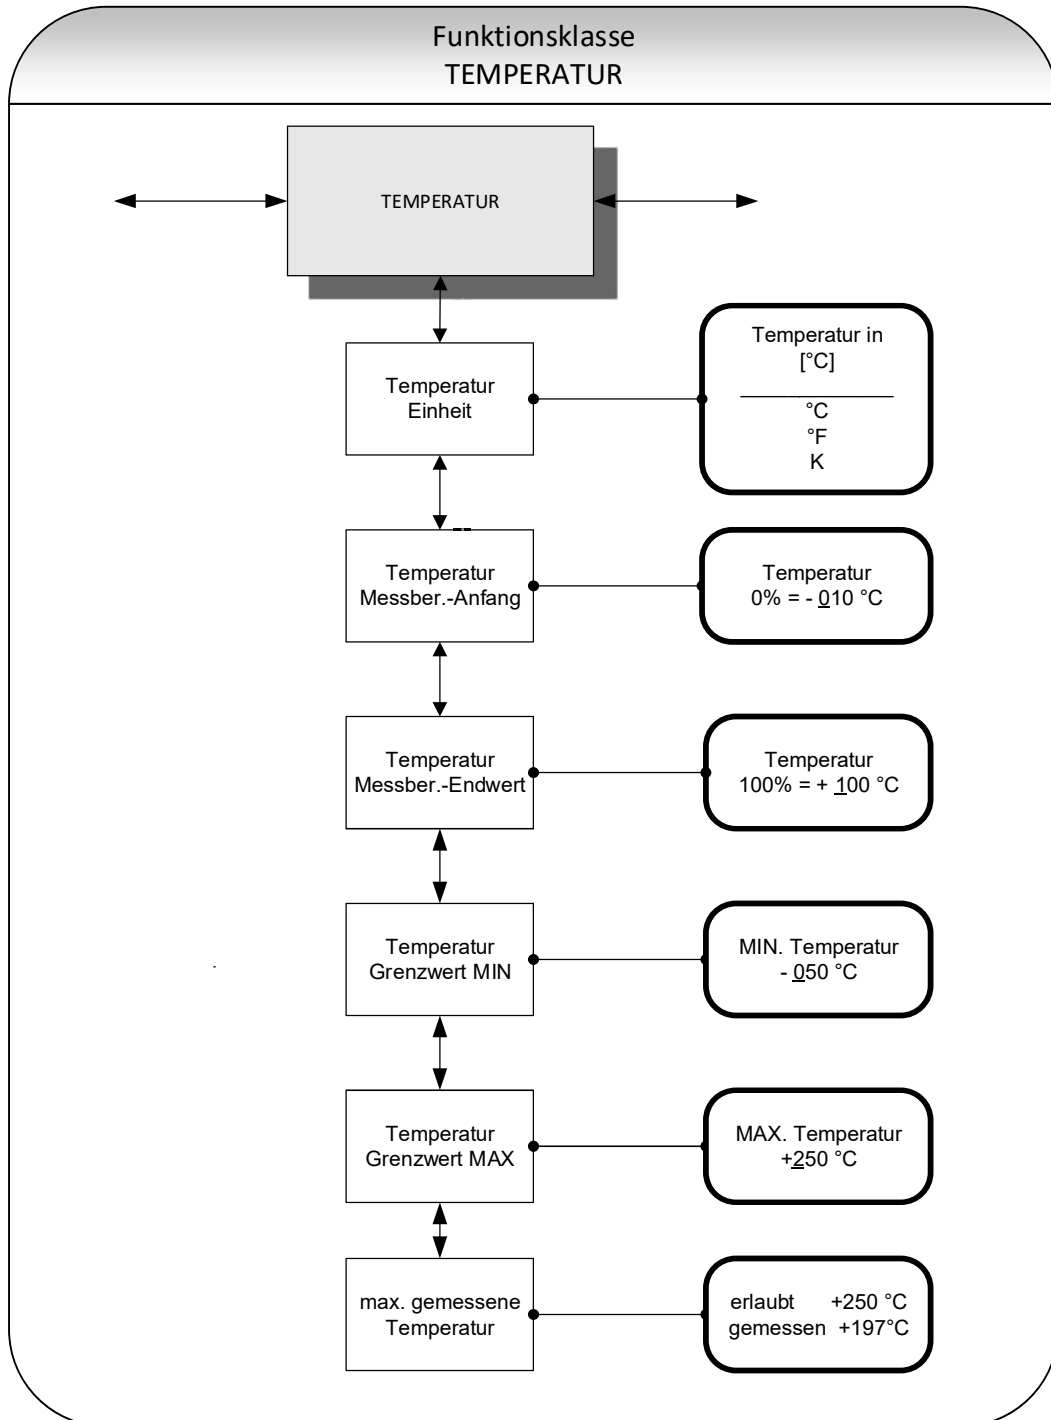 Funktionsklasse
TEMPERATUR
TEMPERATUR
Temperatur
Einheit
Temperatur in
[°C]
°C
°F
K
Temperatur
Messber.-Anfang
Temperatur
0% = - 010 °C
Temperatur
Messber.-Endwert
Temperatur
100% = + 100 °C
Temperatur
Grenzwert MIN
MIN. Temperatur
- 050 °C
Temperatur
Grenzwert MAX
MAX. Temperatur
+250 °C
max. gemessene
Temperatur
erlaubt +250 °C
gemessen +197°C